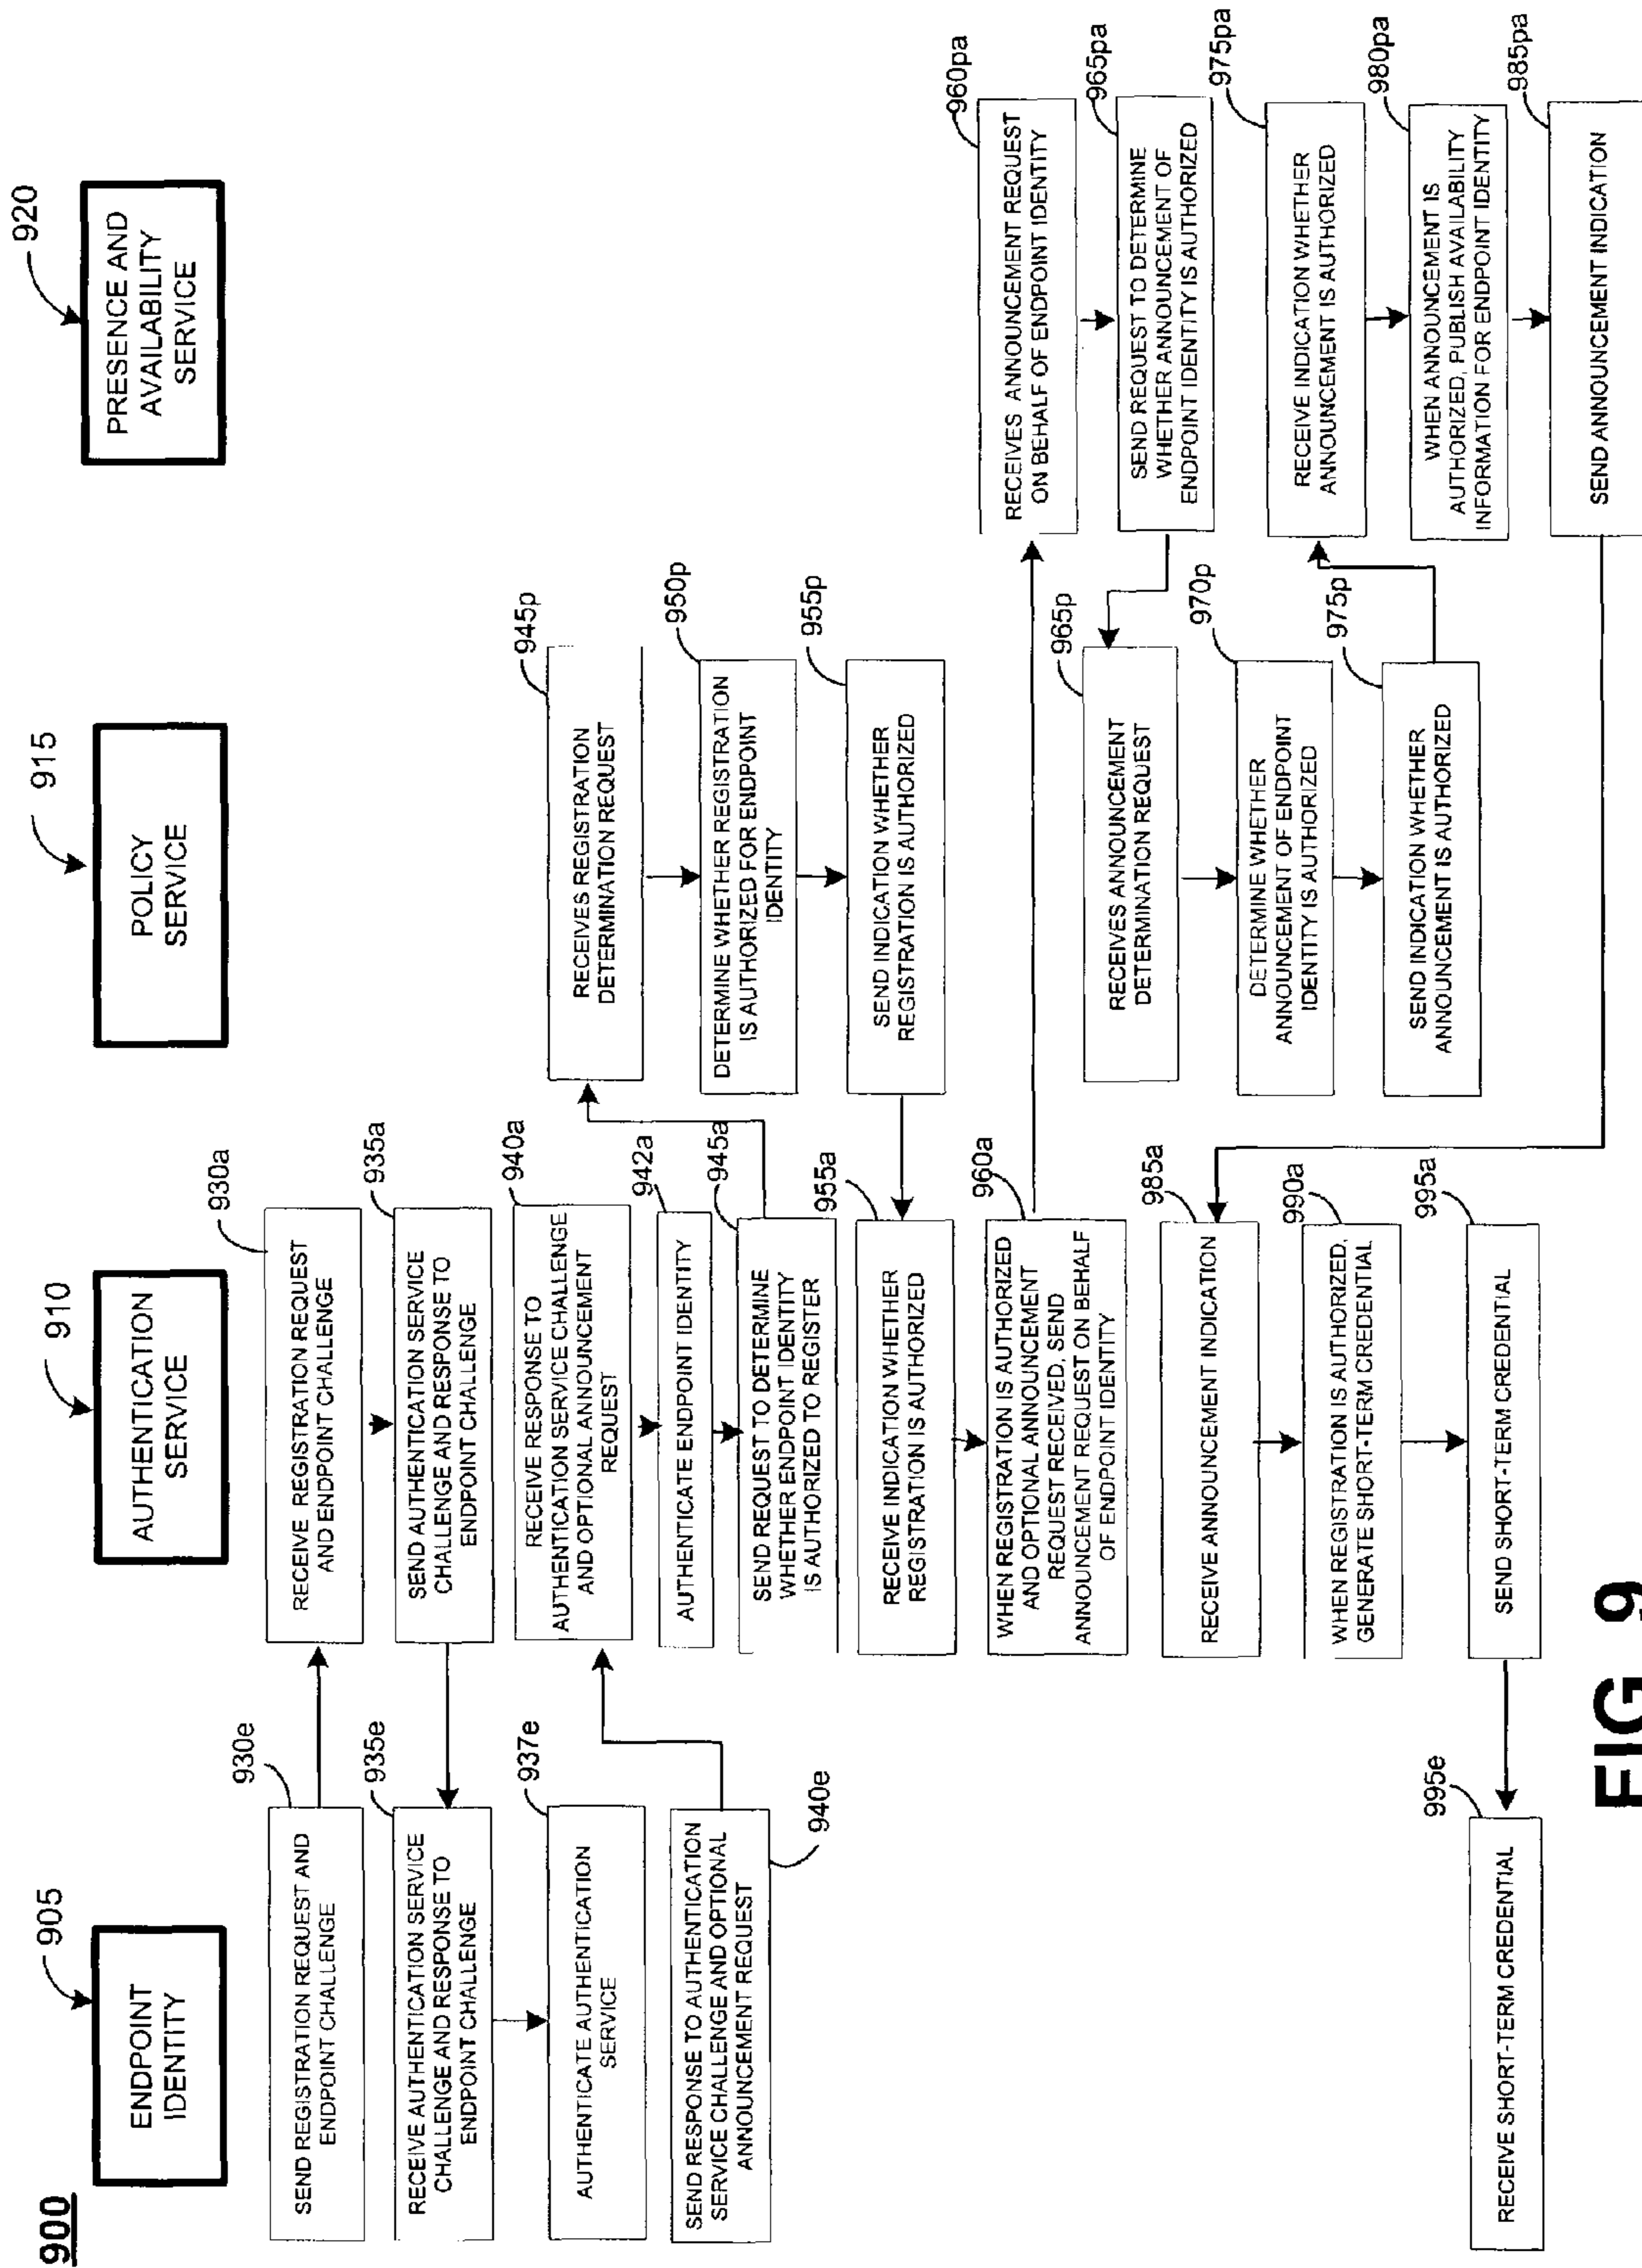 900
905
ENDPOINT
IDENTITY
910
AUTHENTICATION
SERVICE
915
POLICY
SERVICE
920
PRESENCE AND
AVAILABILITY
SERVICE
930e
SEND REGISTRATION REQUEST AND
ENDPOINT CHALLENGE
930a
RECEIVE REGISTRATION REQUEST
AND ENDPOINT CHALLENGE
935a
SEND AUTHENTICATION SERVICE
CHALLENGE AND RESPONSE TO
ENDPOINT CHALLENGE
935e
RECEIVE AUTHENTICATION SERVICE
CHALLENGE AND RESPONSE TO
ENDPOINT CHALLENGE
937e
AUTHENTICATE AUTHENTICATION
SERVICE
940e
SEND RESPONSE TO AUTHENTICATION
SERVICE CHALLENGE AND OPTIONAL
ANNOUNCEMENT REQUEST
940a
RECEIVE RESPONSE TO
AUTHENTICATION SERVICE CHALLENGE
AND OPTIONAL ANNOUNCEMENT
REQUEST
942a
AUTHENTICATE ENDPOINT IDENTITY
945a
SEND REQUEST TO DETERMINE
WHETHER ENDPOINT IDENTITY
IS AUTHORIZED TO REGISTER
945p
RECEIVES REGISTRATION
DETERMINATION REQUEST
950p
DETERMINE WHETHER REGISTRATION
IS AUTHORIZED FOR ENDPOINT
IDENTITY
955p
SEND INDICATION WHETHER
REGISTRATION IS AUTHORIZED
955a
RECEIVE INDICATION WHETHER
REGISTRATION IS AUTHORIZED
960a
WHEN REGISTRATION IS AUTHORIZED
AND OPTIONAL ANNOUNCEMENT
REQUEST RECEIVED, SEND
ANNOUNCEMENT REQUEST ON BEHALF
OF ENDPOINT IDENTITY
960pa
RECEIVES ANNOUNCEMENT REQUEST
ON BEHALF OF ENDPOINT IDENTITY
965pa
SEND REQUEST TO DETERMINE
WHETHER ANNOUNCEMENT OF
ENDPOINT IDENTITY IS AUTHORIZED
965p
RECEIVES ANNOUNCEMENT
DETERMINATION REQUEST
970p
DETERMINE WHETHER
ANNOUNCEMENT OF ENDPOINT
IDENTITY IS AUTHORIZED
975p
SEND INDICATION WHETHER
ANNOUNCEMENT IS AUTHORIZED
975pa
RECEIVE INDICATION WHETHER
ANNOUNCEMENT IS AUTHORIZED
980pa
WHEN ANNOUNCEMENT IS
AUTHORIZED, PUBLISH AVAILABILITY
INFORMATION FOR ENDPOINT IDENTITY
985pa
SEND ANNOUNCEMENT INDICATION
985a
RECEIVE ANNOUNCEMENT INDICATION
990a
WHEN REGISTRATION IS AUTHORIZED,
GENERATE SHORT-TERM CREDENTIAL
995a
SEND SHORT-TERM CREDENTIAL
995e
RECEIVE SHORT-TERM CREDENTIAL
FIG 9